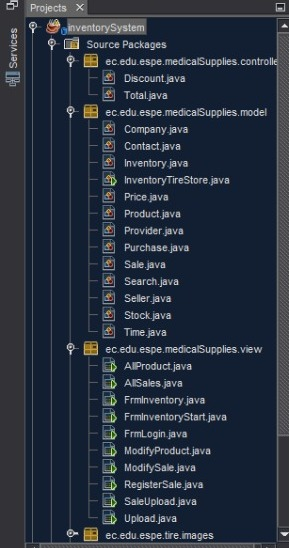 Projects
Services
InventorySystem
Source Packages
ec.edu.espe.medicalSupplies.controlle
Discount.java
Total.java
ec.edu.espe.medicalSupplies.model
Company.java
Contact.java
Inventory.java
InventoryTireStore.java
Price.java
Product.java
Provider.java
Purchase.java
Sale.java
Search.java
Seller.java
Stock.java
Time.java
ec.edu.espe.medicalSupplies.view
AllProduct.java
AllSales.java
FrmInventory.java
FrmInventoryStart.java
FrmLogin.java
ModifyProduct.java
ModifySale.java
RegisterSale.java
SaleUpload.java
Upload.java
ec.edu.espe.tire.images